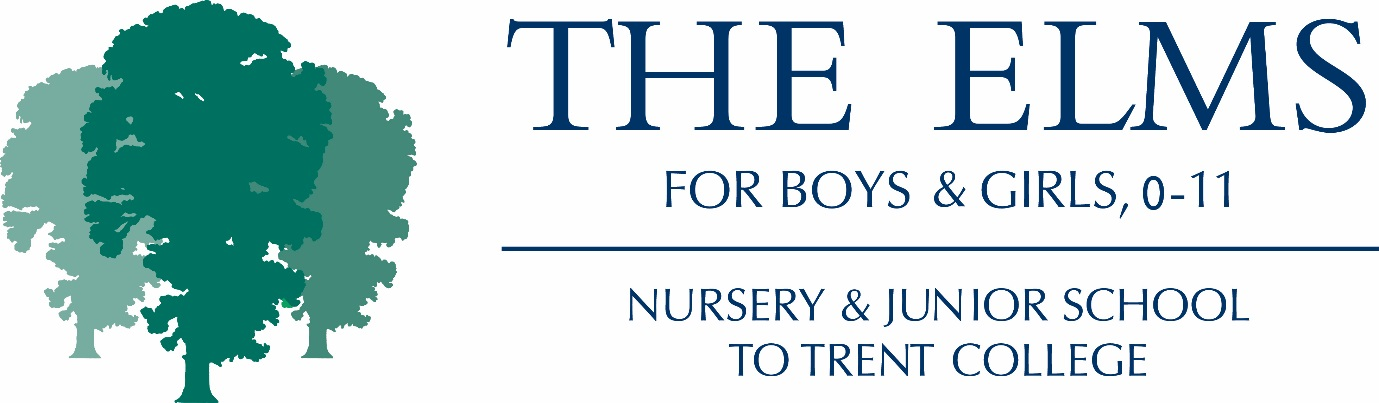 THE ELMS
FOR BOYS & GIRLS, 0-11
NURSERY & JUNIOR SCHOOL
TO TRENT COLLEGE